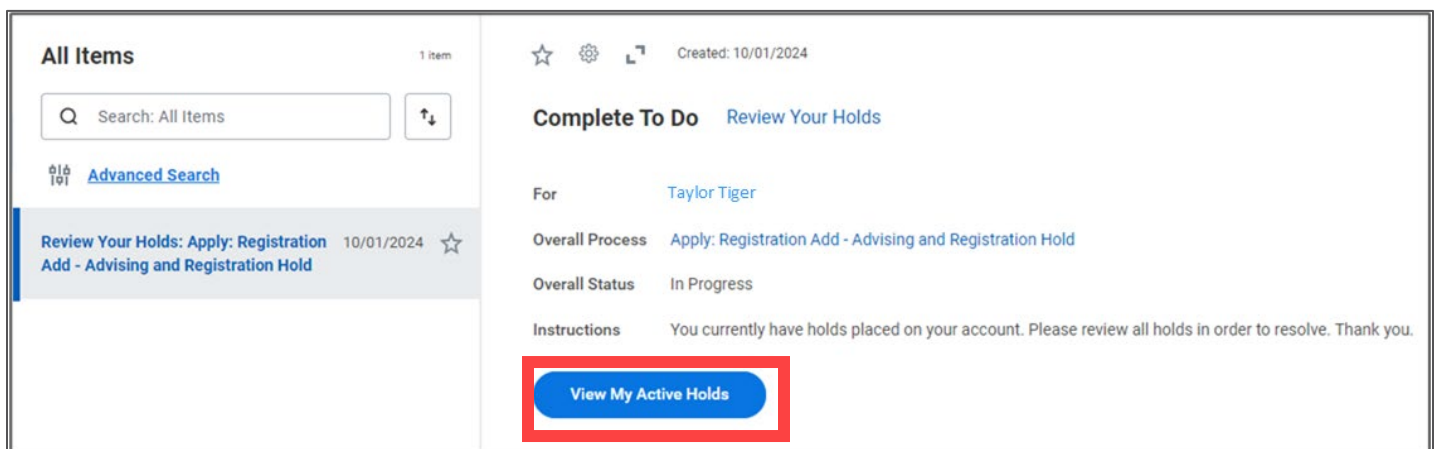 All Items
1 item
Search: All Items
Advanced Search
Review Your Holds: Apply: Registration
Add - Advising and Registration Hold
10/01/2024
Created: 10/01/2024
Complete To Do Review Your Holds
For Taylor Tiger
Overall Process Apply: Registration Add - Advising and Registration Hold
Overall Status In Progress
Instructions You currently have holds placed on your account. Please review all holds in order to resolve. Thank you.
View My Active Holds